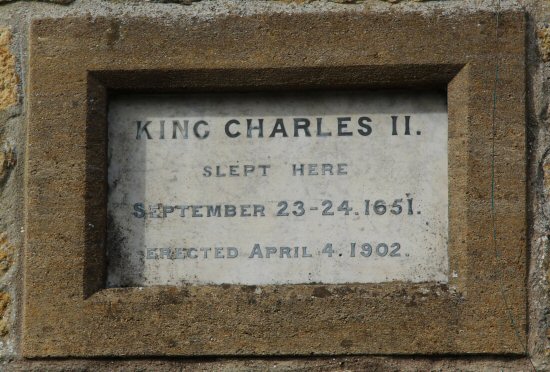 KING CHARLES II.
SLEPT HERE
SEPTEMBER 23-24. 1651.
ERECTED APRIL 4. 1902.